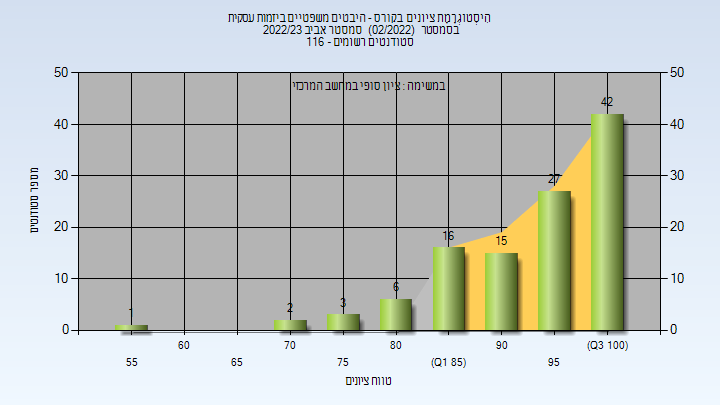 היסטוגרמת ציונים בקורס - היבטים משפטיים ביזמות עסקית
בסמסטר (02/2022) סמסטר אביב 2022/23
סטודנטים רשומים - 116
במשימה : ציון סופי במחשב המרכזי
50 50
40 40
30 30
20 20
10 10
0 0
42
27
16
15
6
3
2
1
מספר סטודנטים
60 70 80 90 (Q3 100)
55 65 75 (Q1 85) 95
טווח ציונים